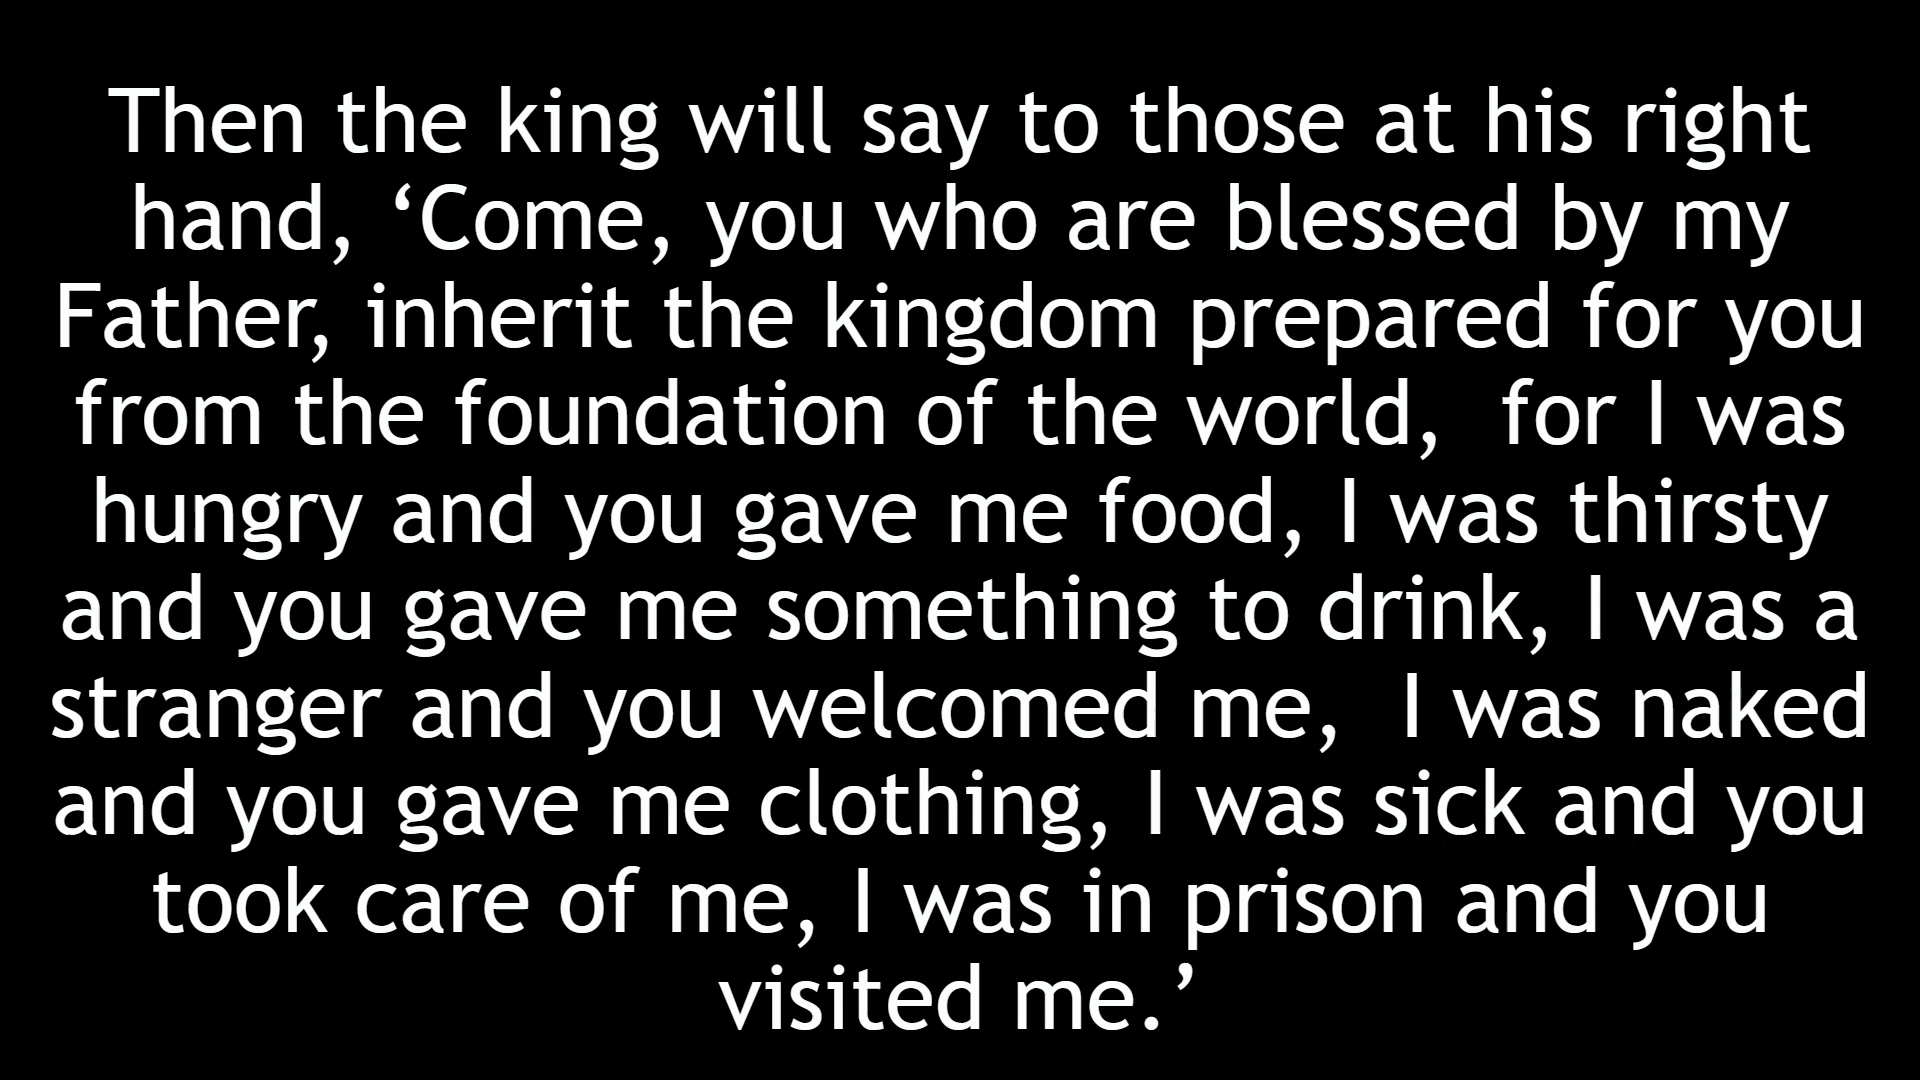 Then the king will say to those at his right
hand, ‘Come, you who are blessed by my
Father, inherit the kingdom prepared for you
from the foundation of the world,  for I was
hungry and you gave me food, I was thirsty
and you gave me something to drink, I was a
stranger and you welcomed me,  I was naked
and you gave me clothing, I was sick and you
took care of me, I was in prison and you
visited me.’